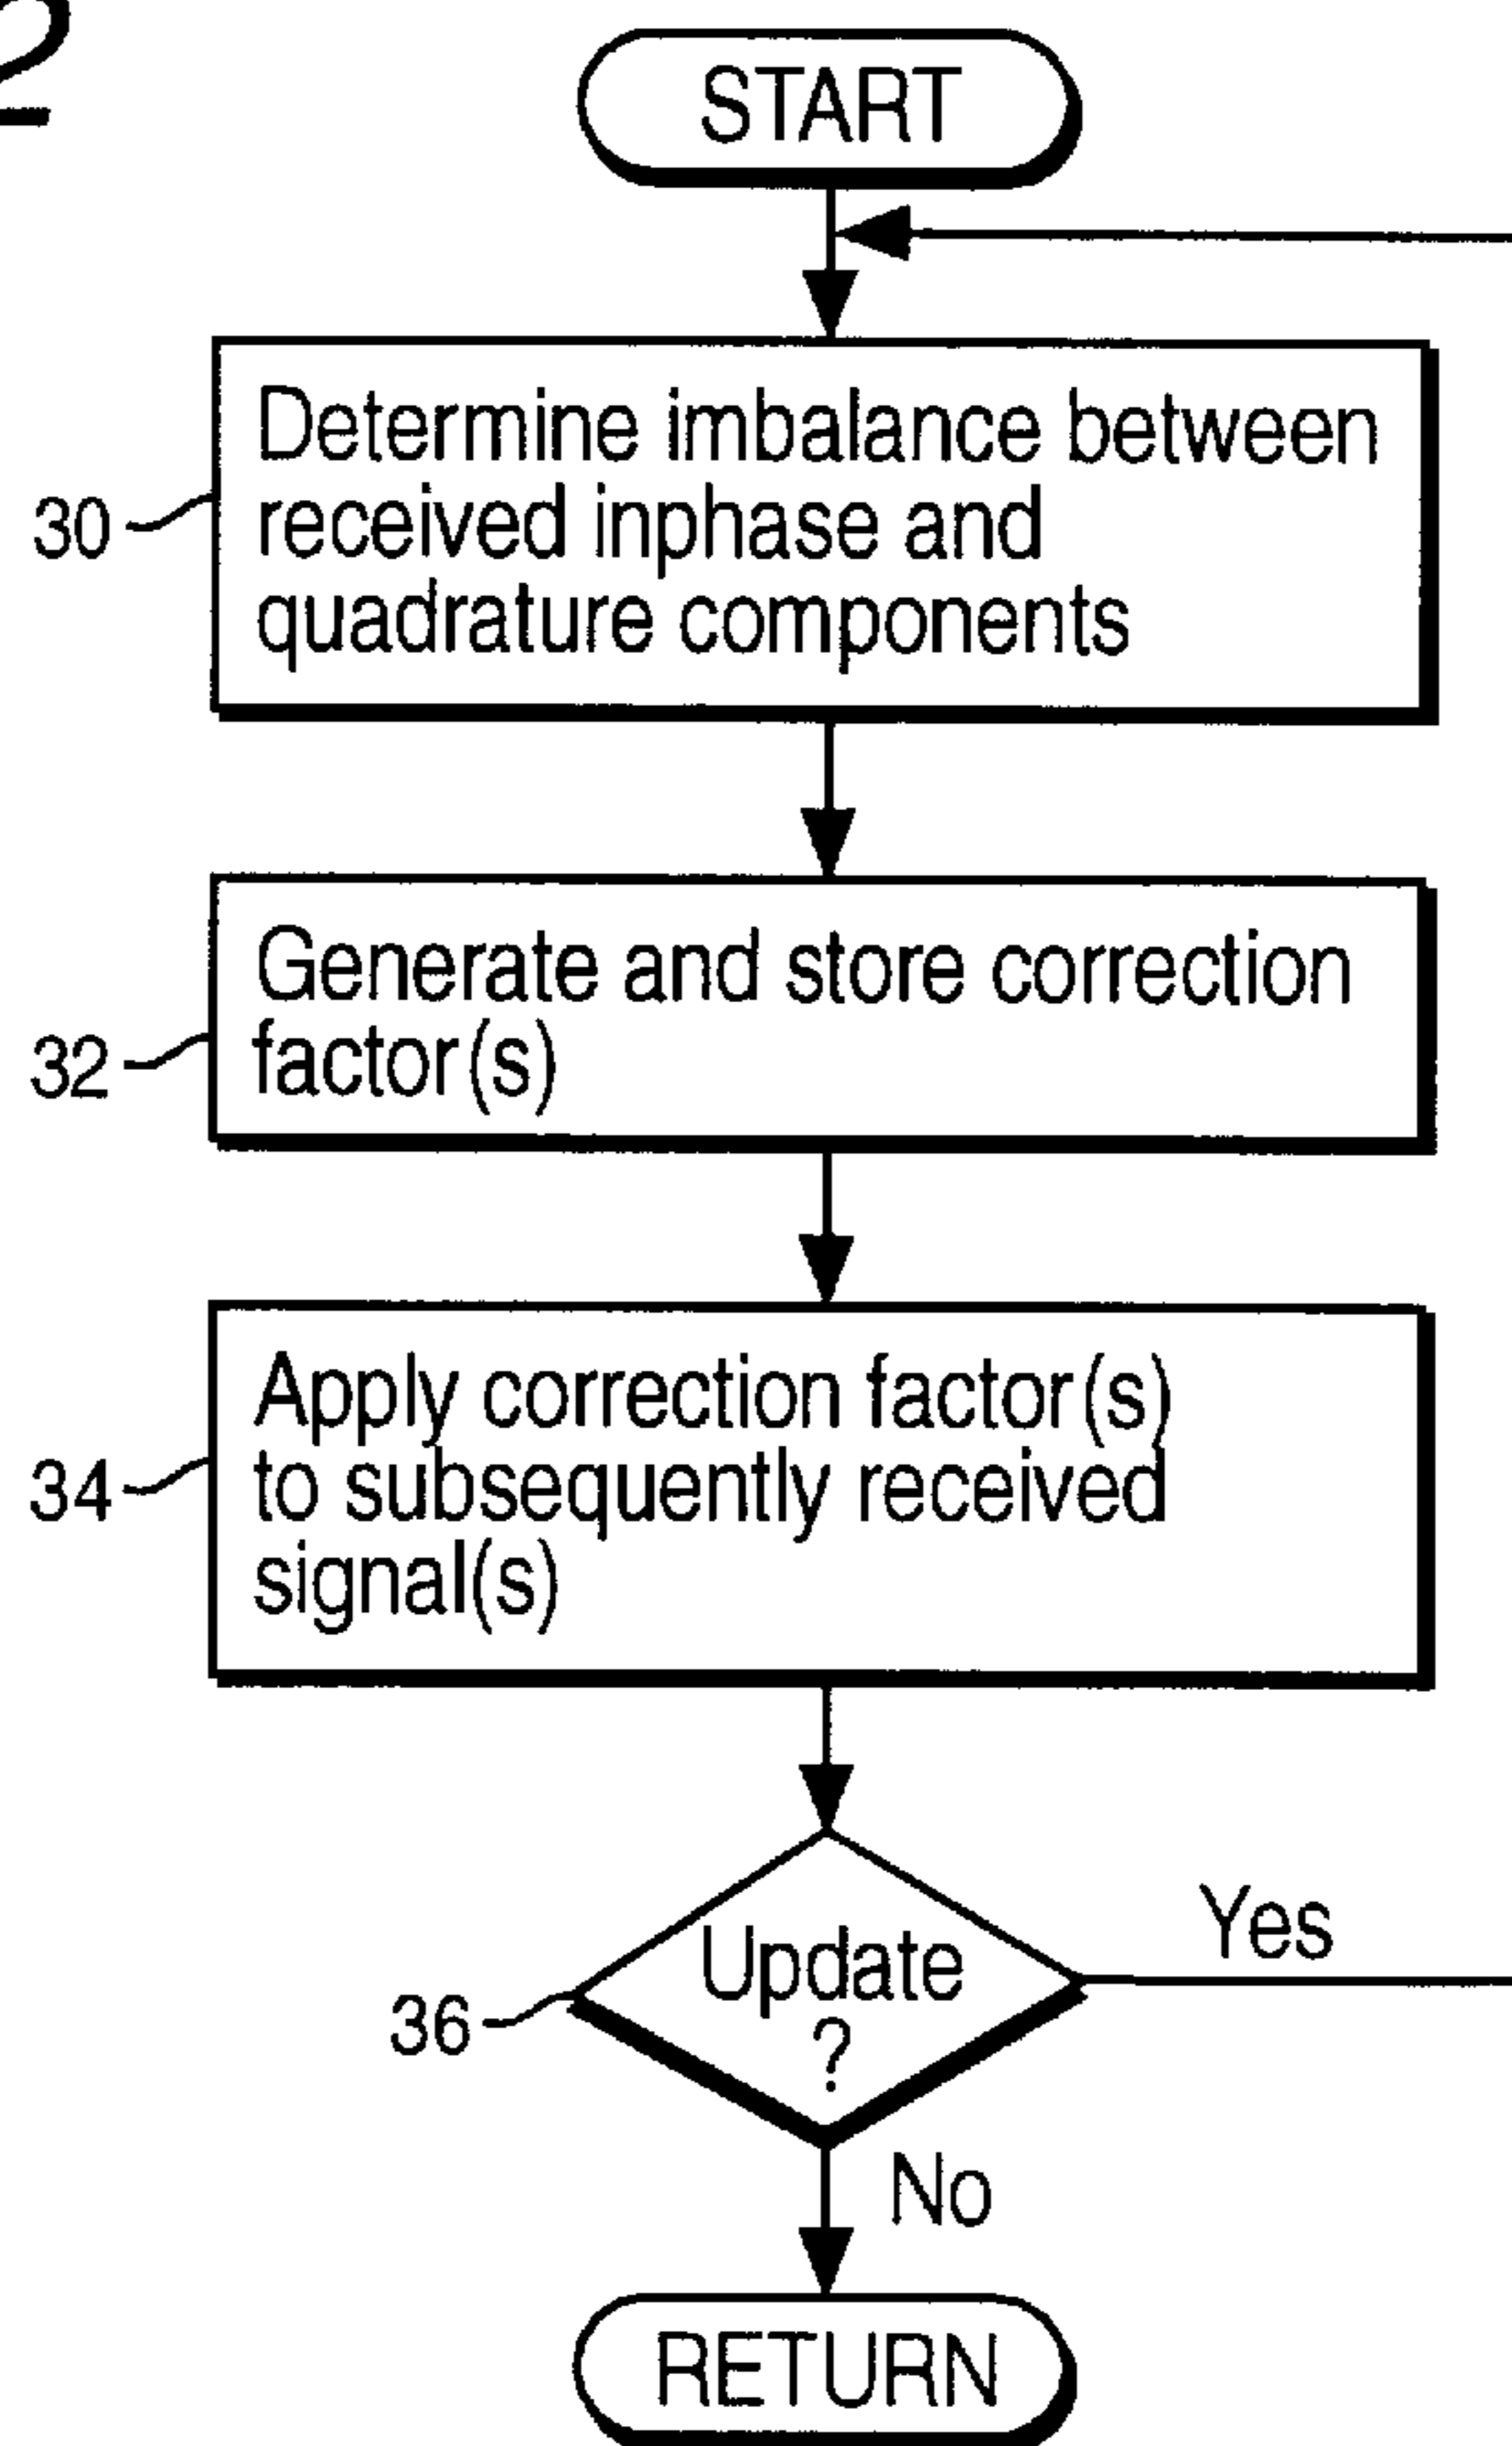 2
START
Determine imbalance between
received inphase and
quadrature components
30
Generate and store correction
factor(s)
32
Apply correction factor(s)
to subsequently received
signal(s)
34
Update
?
36
Yes
No
RETURN